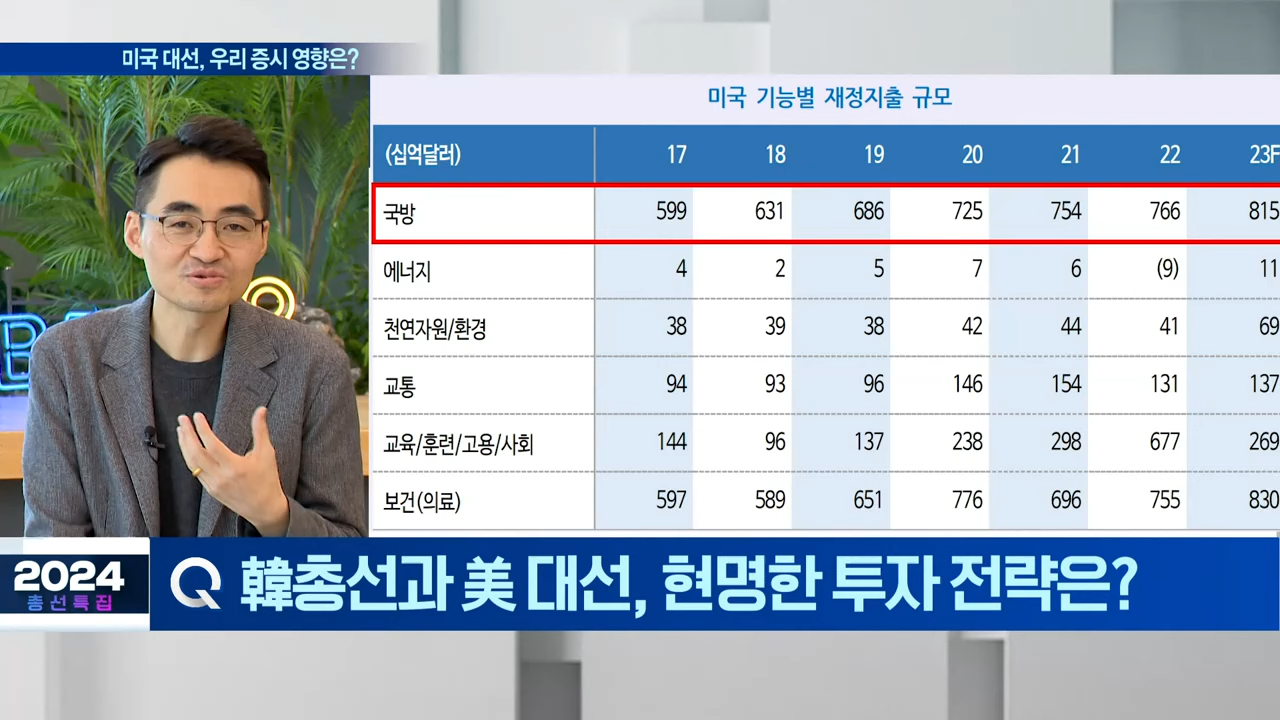 미국 대선, 우리 증시 영향은?
미국 기능별 재정지출 규모
(십억달러) 17 18 19 20 21 22 23F
국방 599 631 686 725 754 766 815
에너지 4 2 5 7 6 (9) 11
천연자원/환경 38 39 38 42 44 41 69
교통 94 93 96 146 154 131 137
교육/훈련/고용/사회 144 96 137 238 298 677 269
보건(의료) 597 589 651 776 696 755 830
2024
총선특집
Q 韓총선과 美 대선, 현명한 투자 전략은?